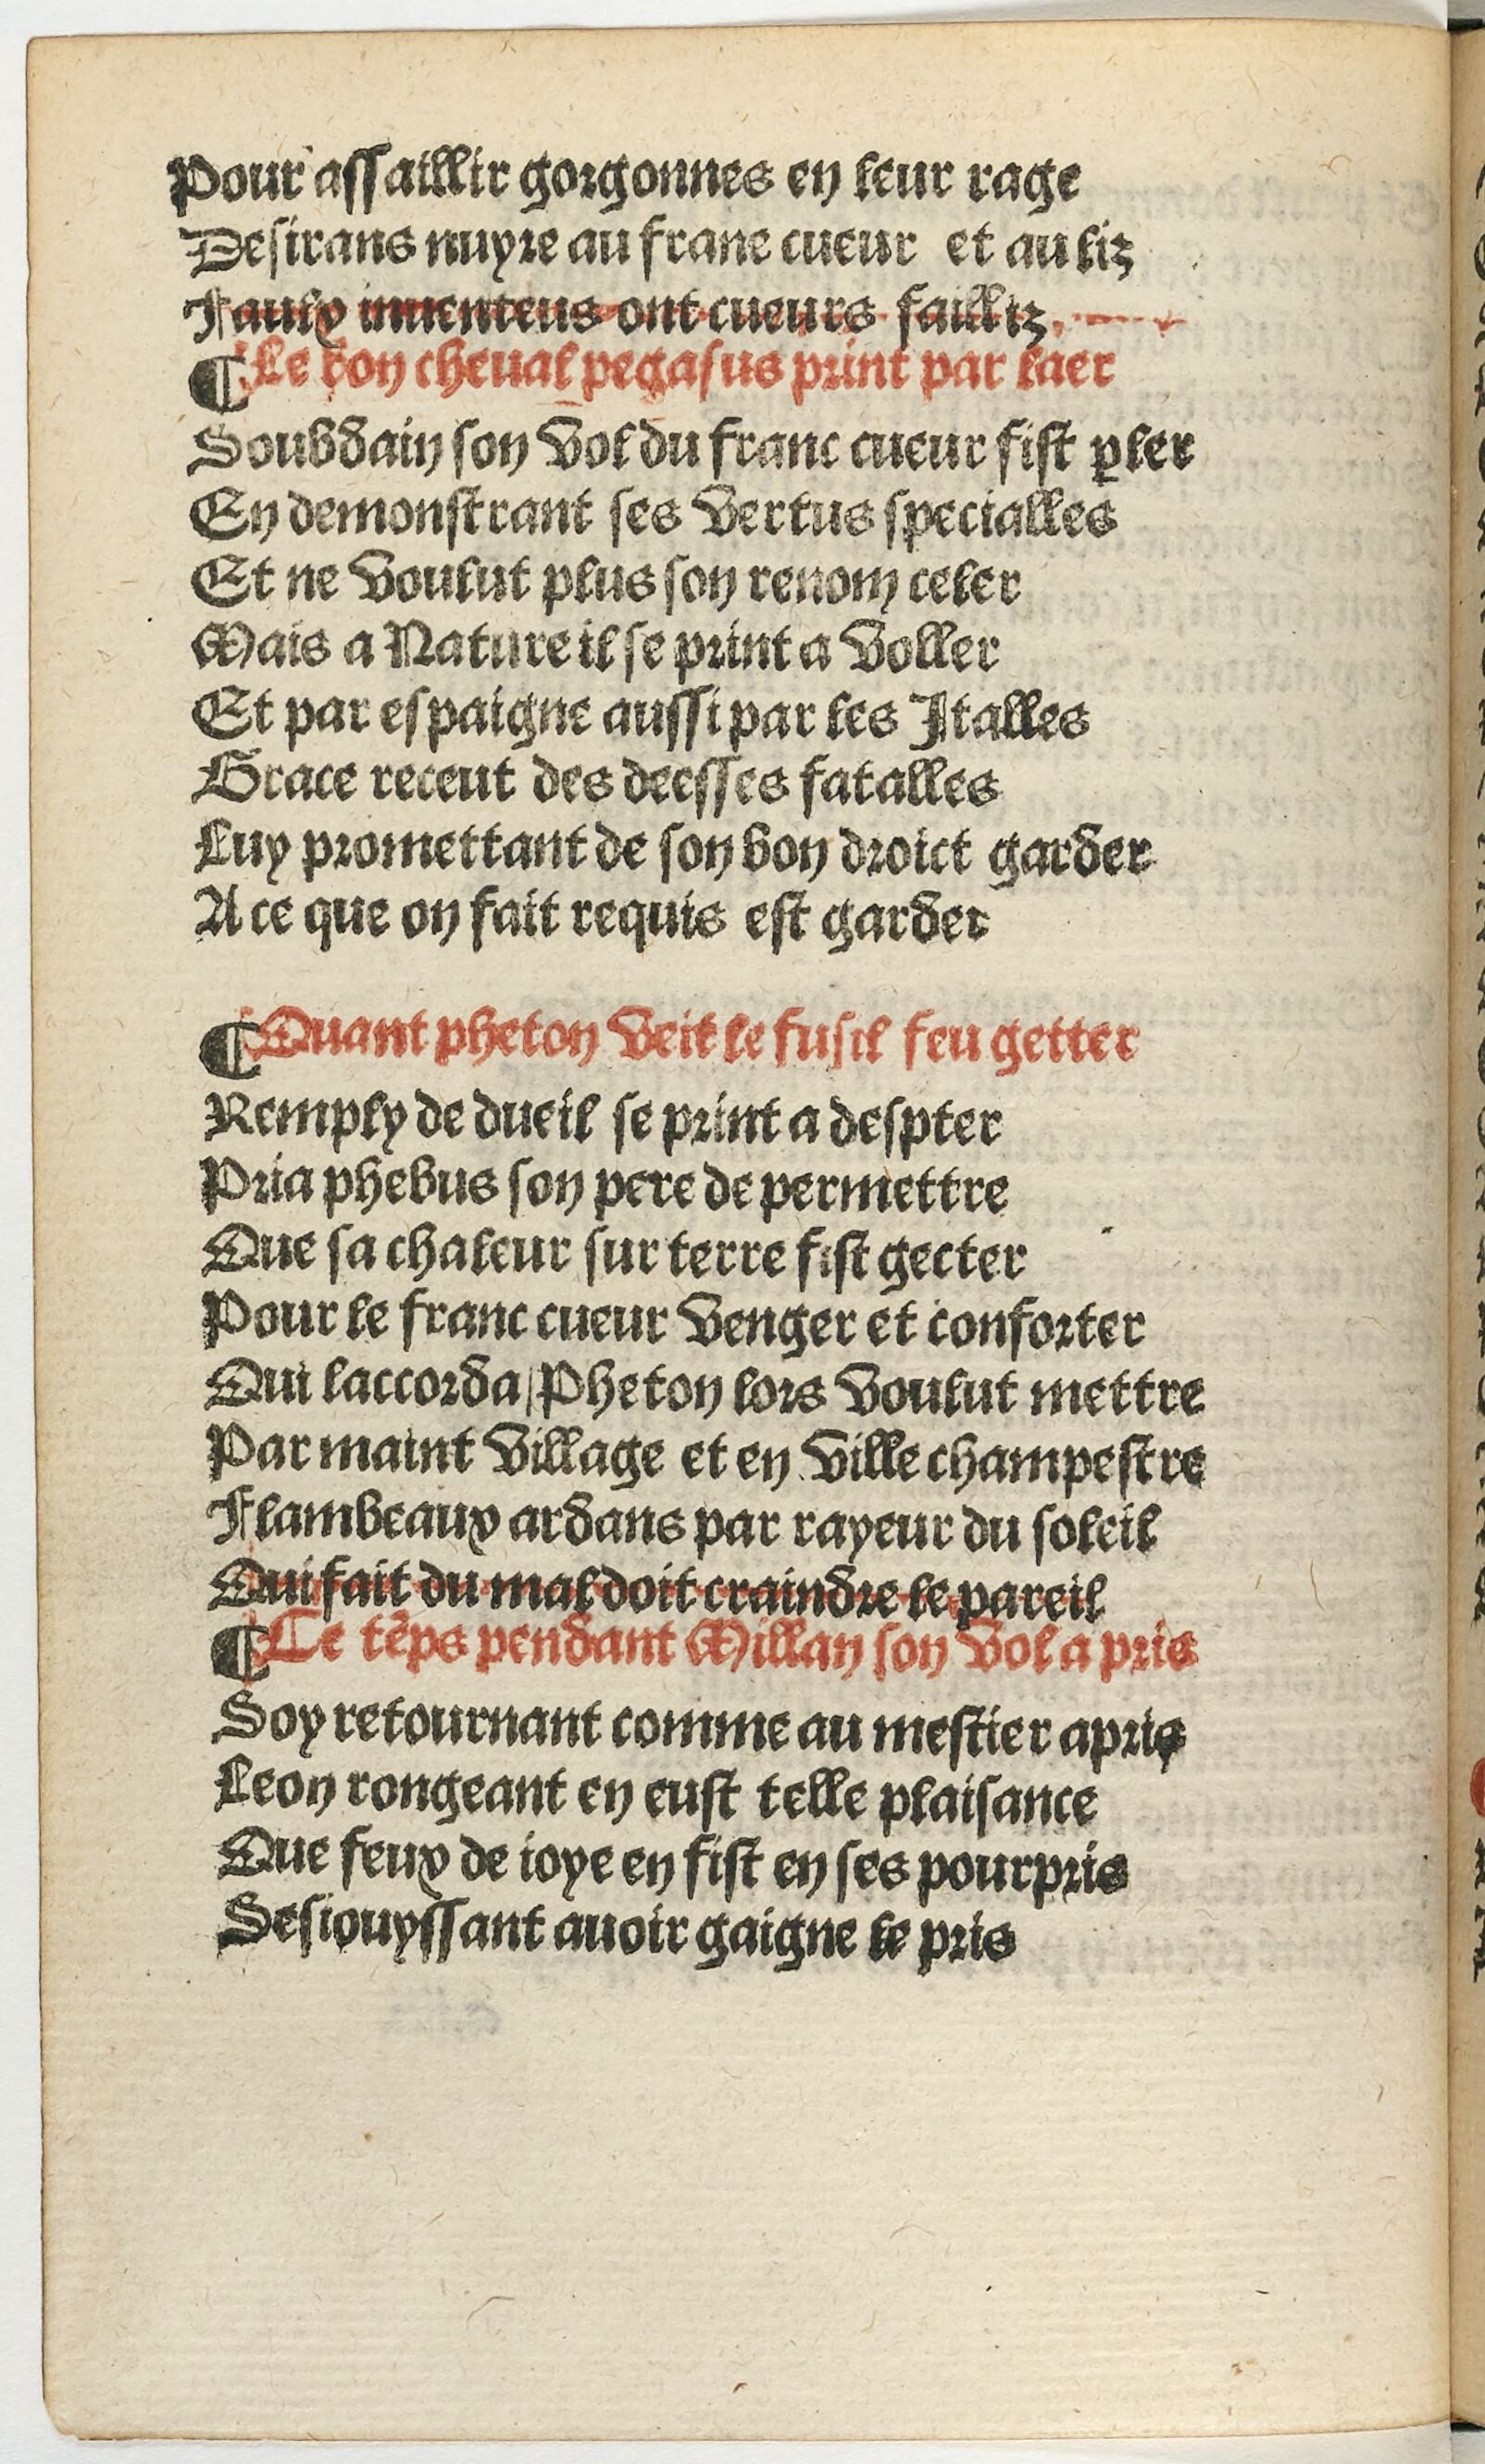 Pour assaillir gorgonnes en leur rage
Desirans nuyre au franc cueur et au liz
Faulx inuenteus ont cueurs failliz
¶ Le bon cheual pegasus print par laer
Soubdain son vol du franc cueur fist ꝑler
En demonstrant ses vertus specialles
Et ne voulut plus son renom celer
Mais a Nature il se print a voller
Et par espaigne aussi par les Italles
Grace receut des deesses fatalles
Luy promettant de son bon droict garder
A ce que on fait requis est garder
¶ Quant pheton veit le fusil feu getter
Remply de dueil se print a despter
Pria phebus son pere de permettre
Que sa chaleur sur terre fist gecter
Pour le franc cueur venger et conforter
Qui laccorda / Pheton lors voulut mettre
Par maint village et en ville champestre
Flambeaux ardans par rayeur du soleil
Qui fait du mal doit craindre le pareil
¶ Ce tẽps pendant Millan son vol a pris
Soy retournant comme au mestier apris
Leon rongeant en eust telle plaisance
Que feux de ioye en fist en ses pourpris
Sesiouyssant auoir gaigne le pris